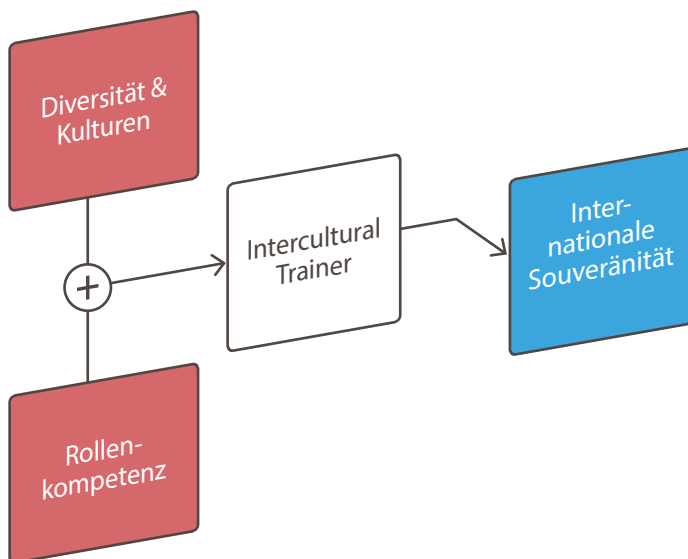 Diversität &
Kulturen
+
Intercultural
Trainer
Inter-
nationale
Souveränität
Rollen-
kompetenz